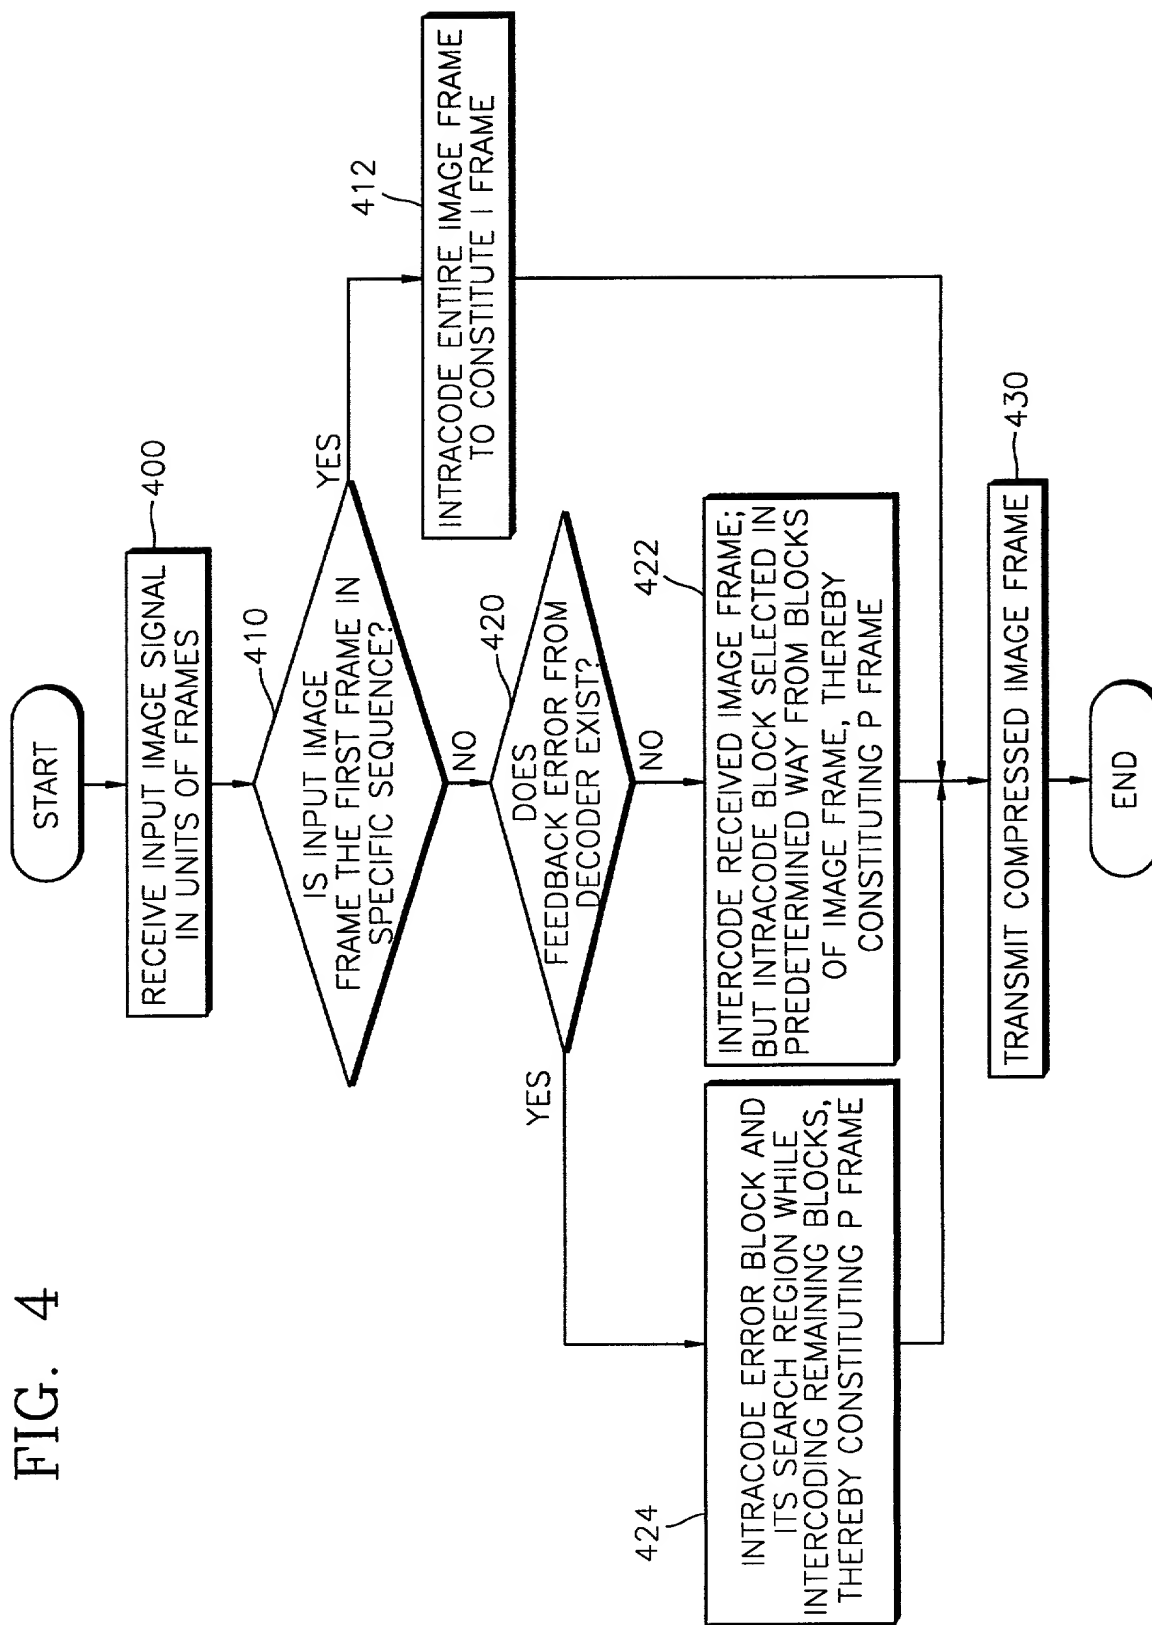 FIG. 4
START
400
RECEIVE INPUT IMAGE SIGNAL
IN UNITS OF FRAMES
410
IS INPUT IMAGE
FRAME THE FIRST FRAME IN
SPECIFIC SEQUENCE?
YES
NO
412
INTRACODE ENTIRE IMAGE FRAME
TO CONSTITUTE I FRAME
420
DOES
FEEDBACK ERROR FROM
DECODER EXIST?
YES
NO
424
INTRACODE ERROR BLOCK AND
ITS SEARCH REGION WHILE
INTERCODING REMAINING BLOCKS,
THEREBY CONSTITUTING P FRAME
422
INTERCODE RECEIVED IMAGE FRAME;
BUT INTRACODE BLOCK SELECTED IN
PREDETERMINED WAY FROM BLOCKS
OF IMAGE FRAME, THEREBY
CONSTITUTING P FRAME
430
TRANSMIT COMPRESSED IMAGE FRAME
END